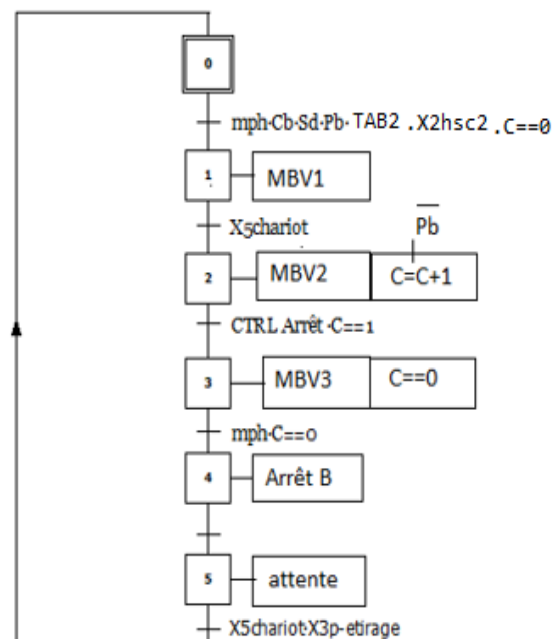 0
mph·Cb·Sd·Pb· TAB2 .X2hsc2 .C==0
1 MBV1
X5chariot P̅b̅
2 MBV2 C=C+1
CTRL Arrêt ·C==1
3 MBV3 C==0
mph·C==0
4 Arrêt B
5 attente
X5chariot·X3p-etirage